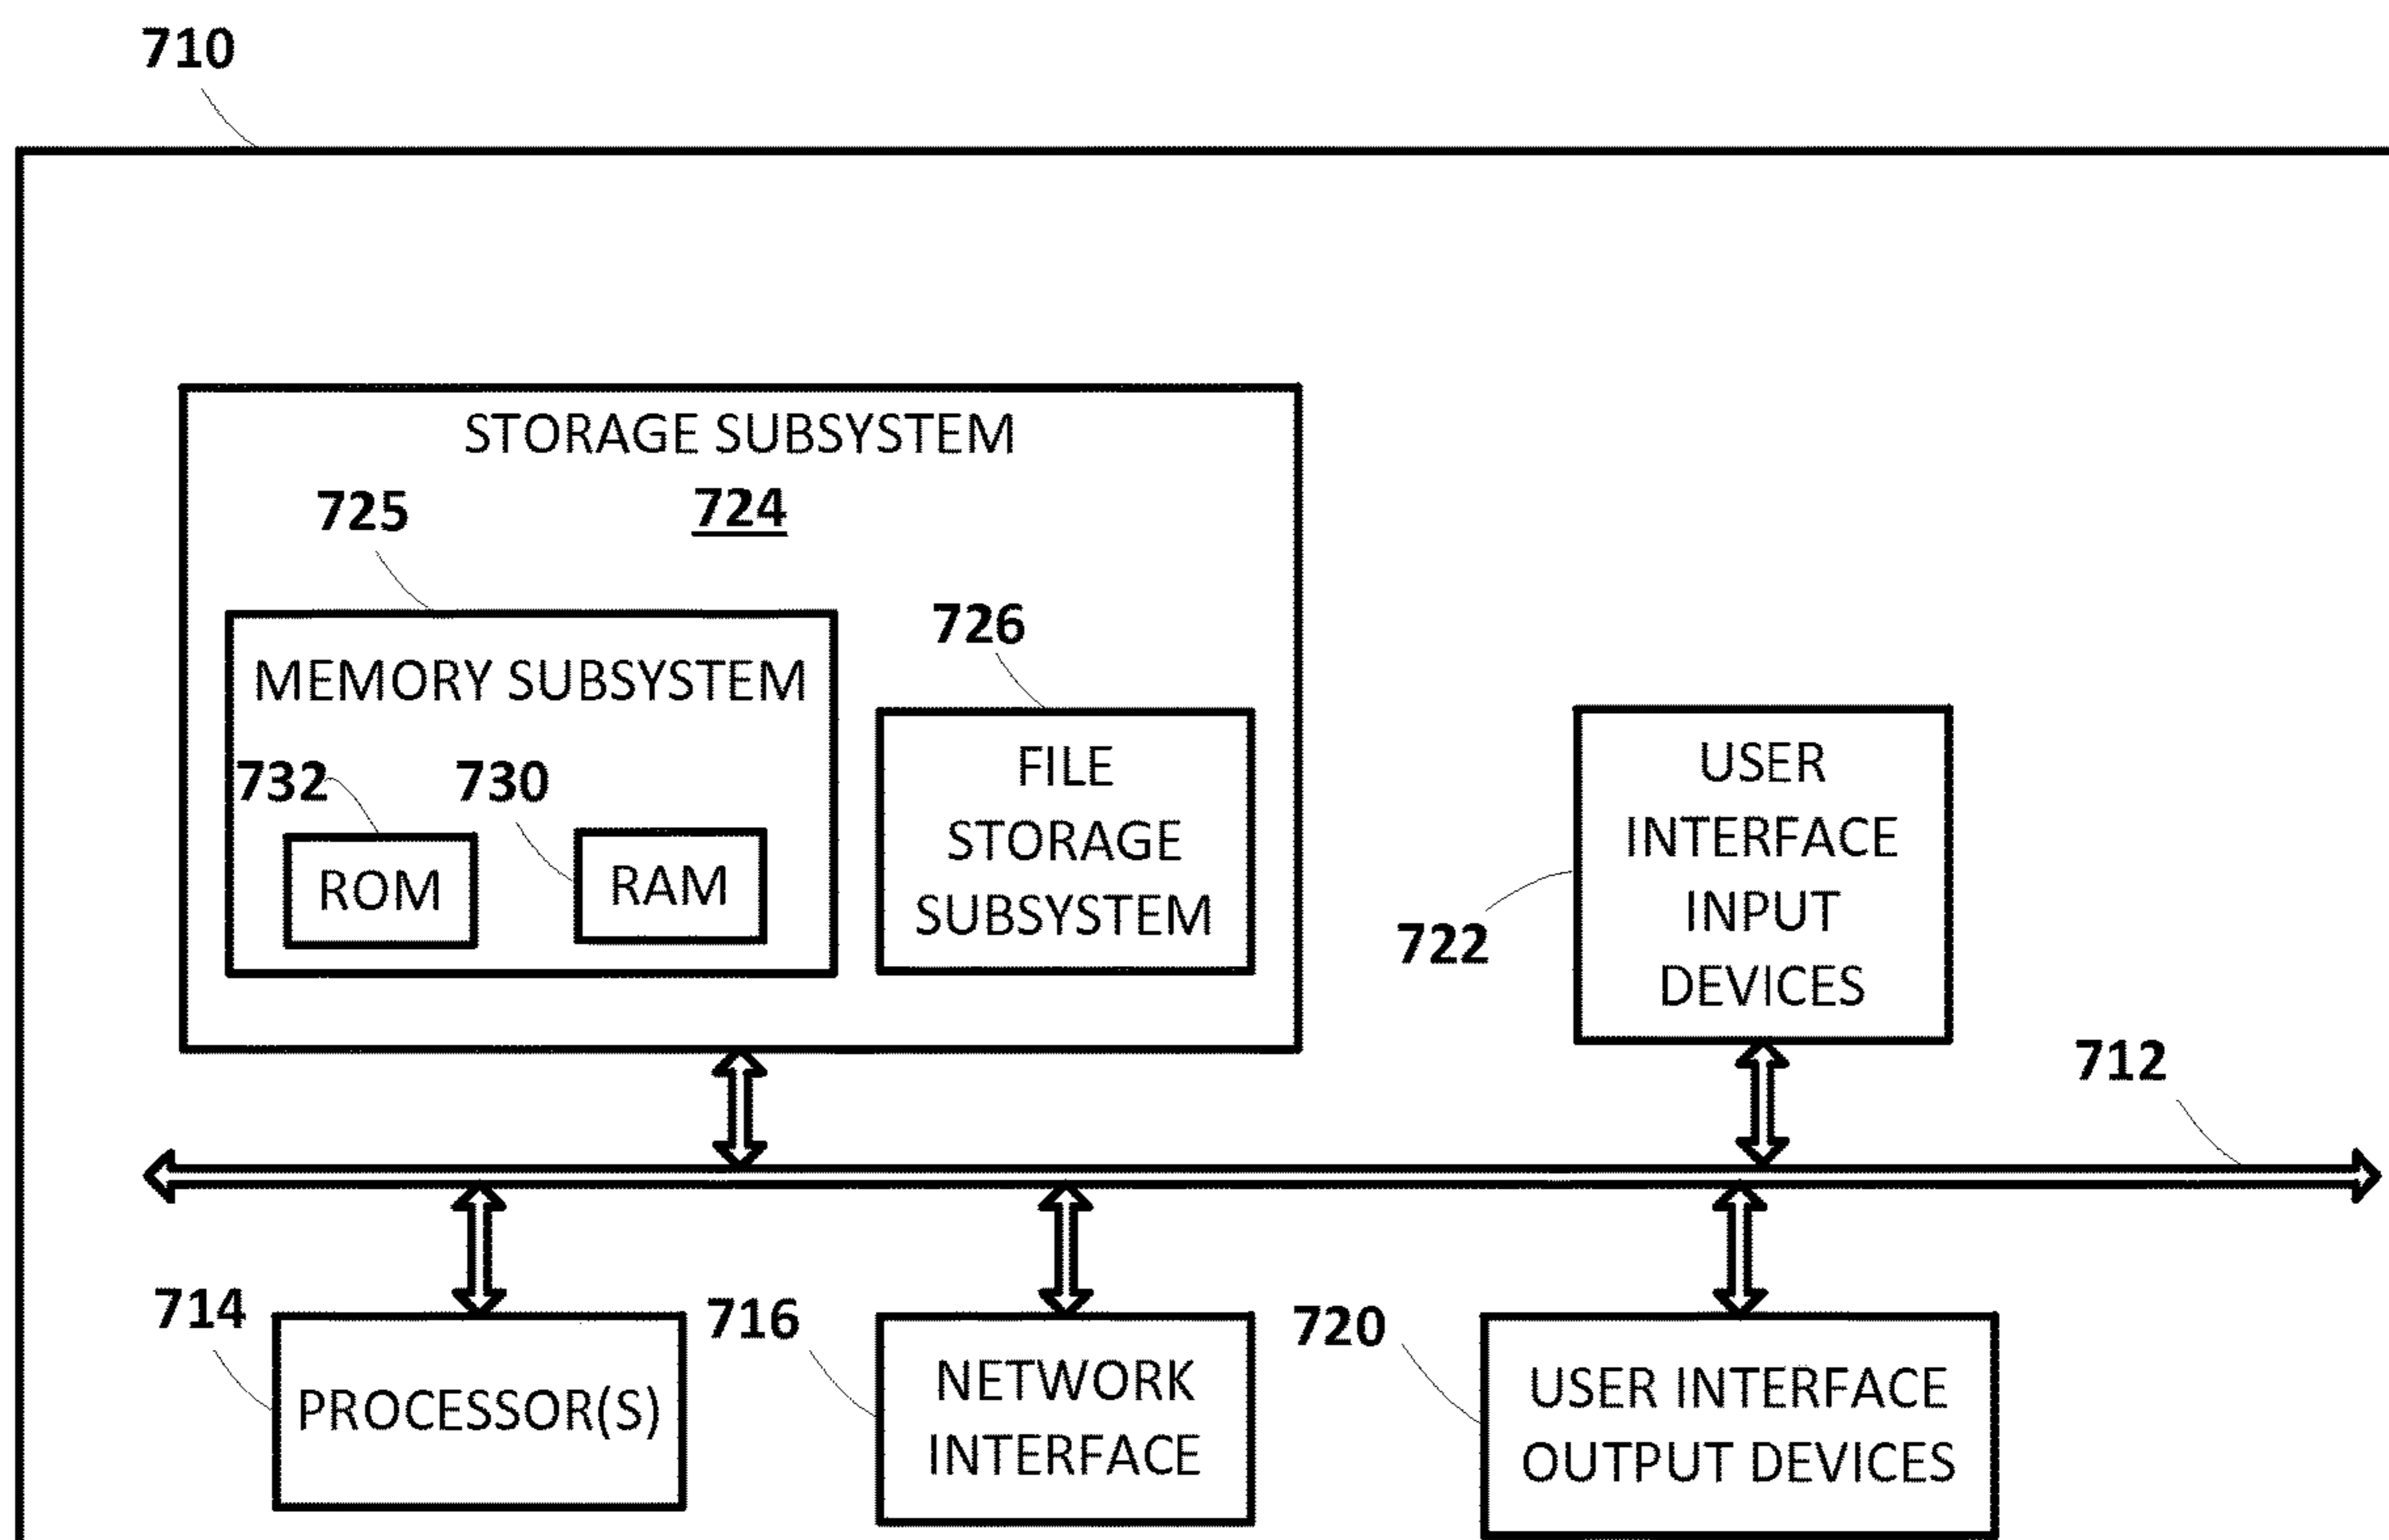 710
STORAGE SUBSYSTEM
724
725
MEMORY SUBSYSTEM
732
730
ROM
RAM
726
FILE
STORAGE
SUBSYSTEM
722
USER
INTERFACE
INPUT
DEVICES
712
714
PROCESSOR(S)
716
NETWORK
INTERFACE
720
USER INTERFACE
OUTPUT DEVICES